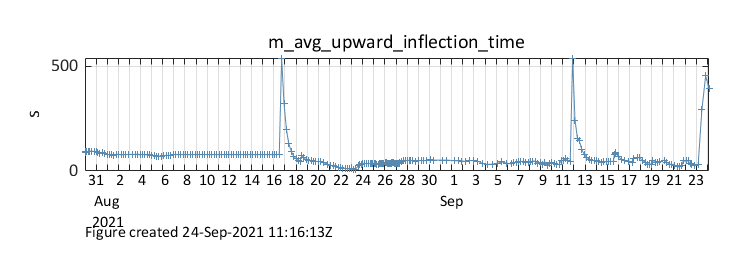 m_avg_upward_inflection_time
500
s
0
31 2 4 6 8 10 12 14 16 18 20 22 24 26 28 30 1 3 5 7 9 11 13 15 17 19 21 23
Aug Sep
2021
Figure created 24-Sep-2021 11:16:13Z